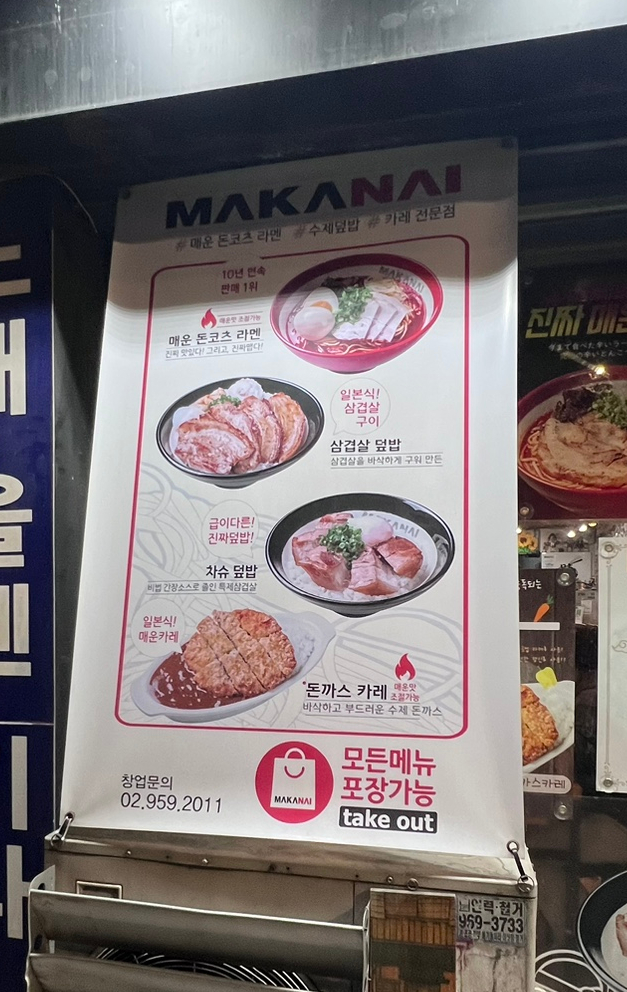 MAKANAI
# 매운 돈코츠 라멘 # 수제덮밥 # 카레 전문점
10년 연속
판매 1위
MAKANAI
매운맛 조절가능
매운 돈코츠 라멘
진짜 맛있다! 그리고, 진짜맵다!
일본식!
삼겹살
구이
삼겹살 덮밥
삼겹살을 바삭하게 구워 만든
급이다른!
진짜덮밥!
차슈 덮밥
비법 간장소스로 졸인 특제삼겹살
일본식!
매운카레
돈까스 카레
매운맛
조절가능
바삭하고 부드러운 수제 돈까스
창업문의
02.959.2011
MAKANAI
모든메뉴
포장가능
take out
진짜 매운
인력·철거
969-3733